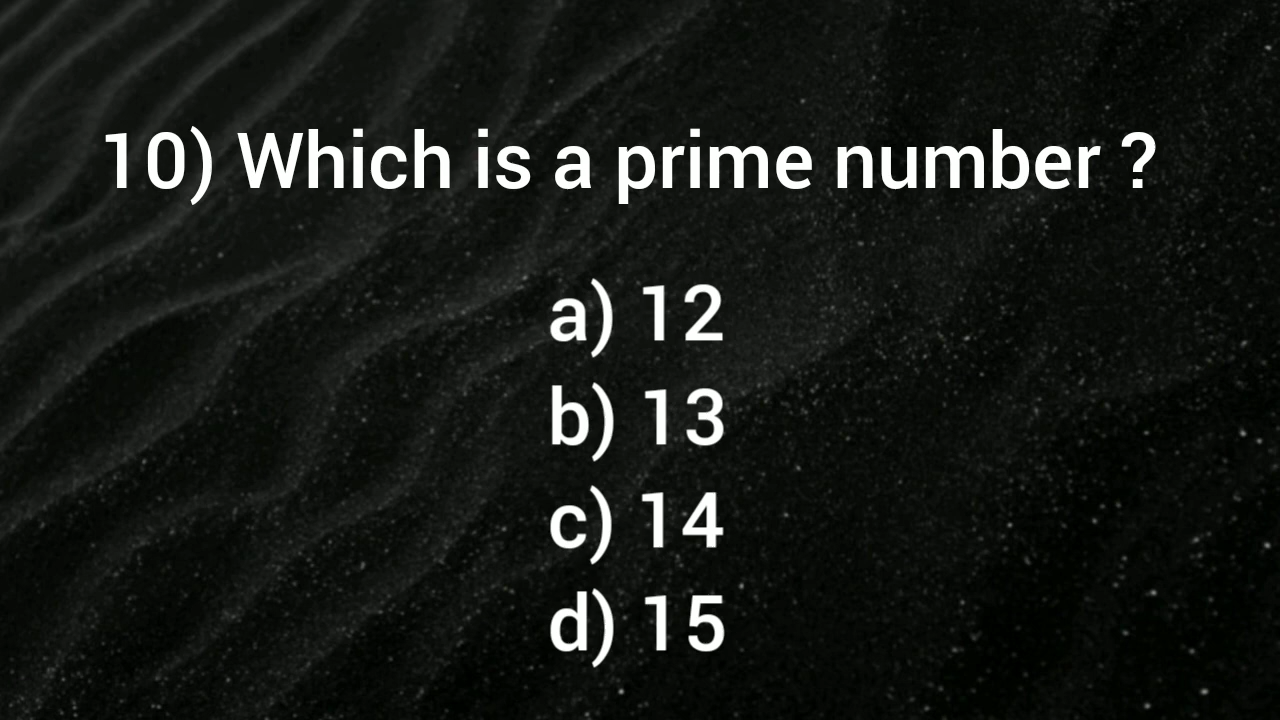 10) Which is a prime number ?
a) 12
b) 13
c) 14
d) 15